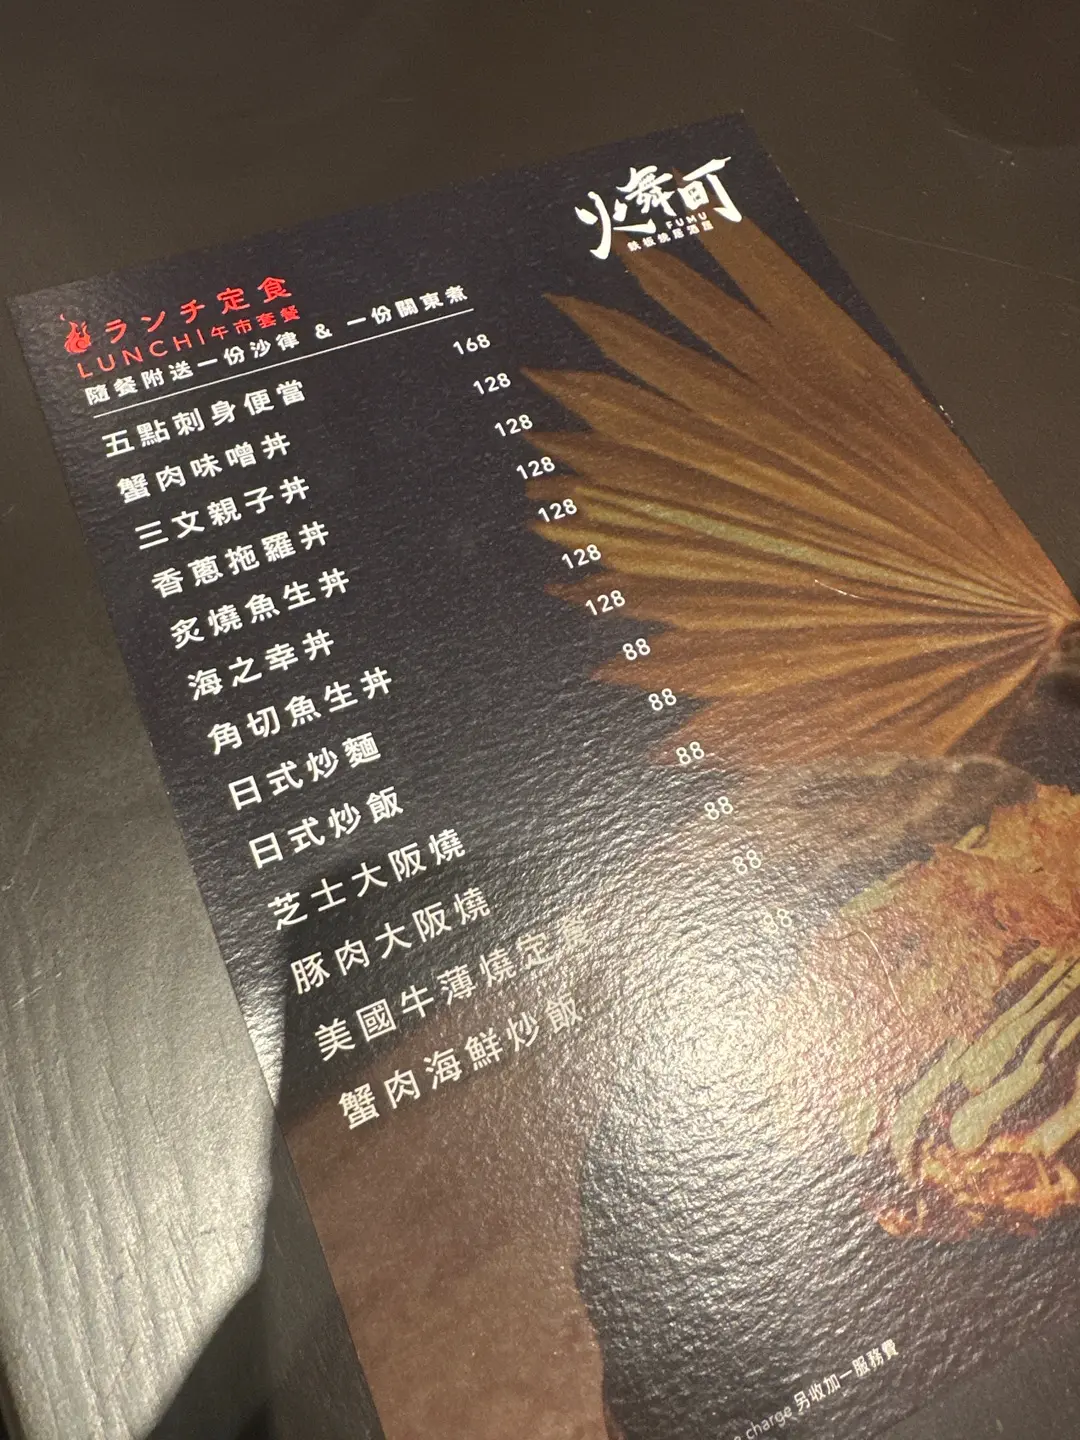 火舞町
FUMU
鉄板燒居酒屋
ランチ定食
LUNCH|午市套餐
隨餐附送一份沙律 & 一份關東煮
五點刺身便當 168
蟹肉味噌丼 128
三文親子丼 128
香蔥拖羅丼 128
炙燒魚生丼 128
海之幸丼 128
角切魚生丼 128
日式炒麵 88
日式炒飯 88
芝士大阪燒 88
豚肉大阪燒 88
美國牛薄燒定食 88
蟹肉海鮮炒飯 88
charge 另收加一服務費